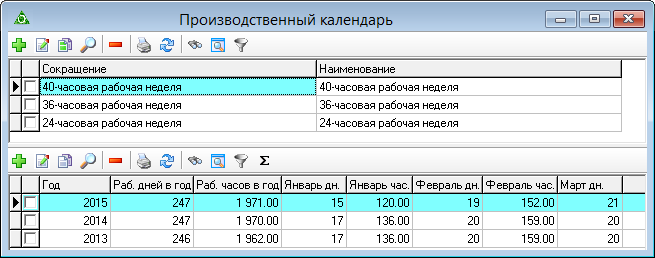 Производственный календарь
Сокращение Наименование
40-часовая рабочая неделя 40-часовая рабочая неделя
36-часовая рабочая неделя 36-часовая рабочая неделя
24-часовая рабочая неделя 24-часовая рабочая неделя
Σ
Год Раб. дней в год Раб. часов в год Январь дн. Январь час. Февраль дн. Февраль час. Март дн.
2015 247 1 971.00 15 120.00 19 152.00 21
2014 247 1 970.00 17 136.00 20 159.00 20
2013 246 1 962.00 17 136.00 20 159.00 20